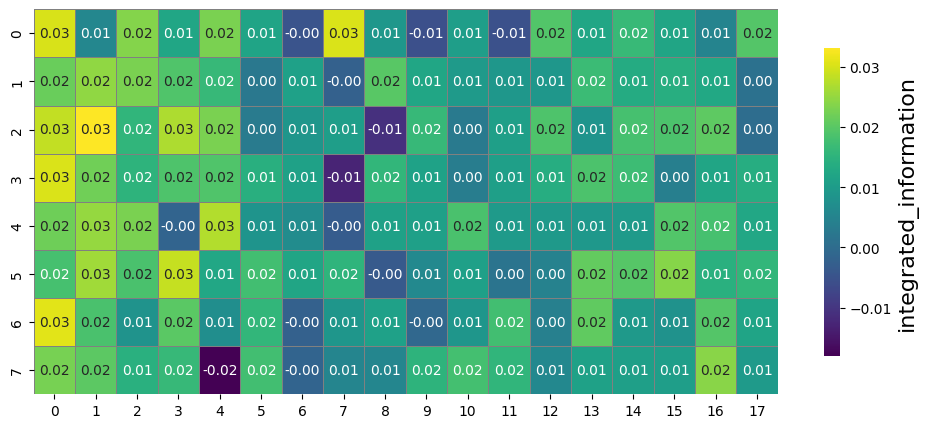 0 0.03 0.01 0.02 0.01 0.02 0.01 -0.00 0.03 0.01 -0.01 0.01 -0.01 0.02 0.01 0.02 0.01 0.01 0.02
1 0.02 0.02 0.02 0.02 0.02 0.00 0.01 -0.00 0.02 0.01 0.01 0.01 0.01 0.02 0.01 0.01 0.01 0.00
2 0.03 0.03 0.02 0.03 0.02 0.00 0.01 0.01 -0.01 0.02 0.00 0.01 0.02 0.01 0.02 0.02 0.02 0.00
3 0.03 0.02 0.02 0.02 0.02 0.01 0.01 -0.01 0.02 0.01 0.00 0.01 0.01 0.02 0.02 0.00 0.01 0.01
4 0.02 0.03 0.02 -0.00 0.03 0.01 0.01 -0.00 0.01 0.01 0.02 0.01 0.01 0.01 0.01 0.02 0.02 0.01
5 0.02 0.03 0.02 0.03 0.01 0.02 0.01 0.02 -0.00 0.01 0.01 0.00 0.00 0.02 0.02 0.02 0.01 0.02
6 0.03 0.02 0.01 0.02 0.01 0.02 -0.00 0.01 0.01 -0.00 0.01 0.02 0.00 0.02 0.01 0.01 0.02 0.01
7 0.02 0.02 0.01 0.02 -0.02 0.02 -0.00 0.01 0.01 0.02 0.02 0.02 0.01 0.01 0.01 0.01 0.02 0.01
0 1 2 3 4 5 6 7 8 9 10 11 12 13 14 15 16 17
0.03
0.02
0.01
0.00
−0.01
integrated_information